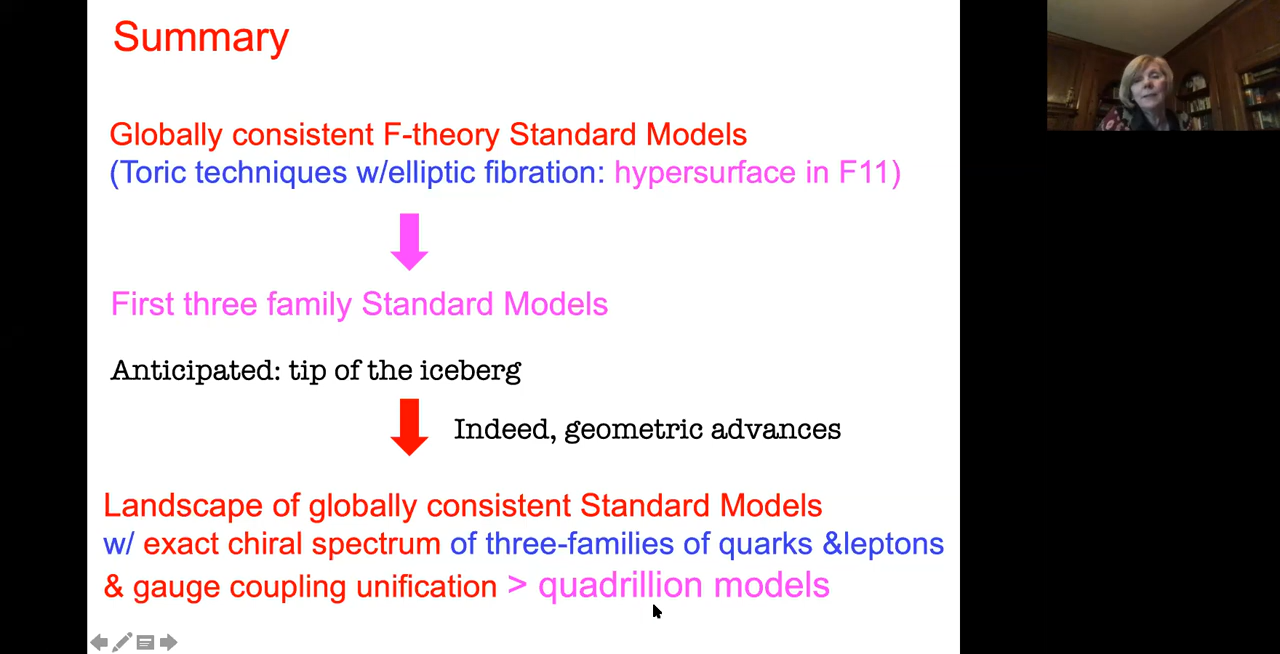 Summary
Globally consistent F-theory Standard Models
(Toric techniques w/elliptic fibration: hypersurface in F11)
First three family Standard Models
Anticipated: tip of the iceberg
Indeed, geometric advances
Landscape of globally consistent Standard Models
w/ exact chiral spectrum of three-families of quarks &leptons
& gauge coupling unification > quadrillion models